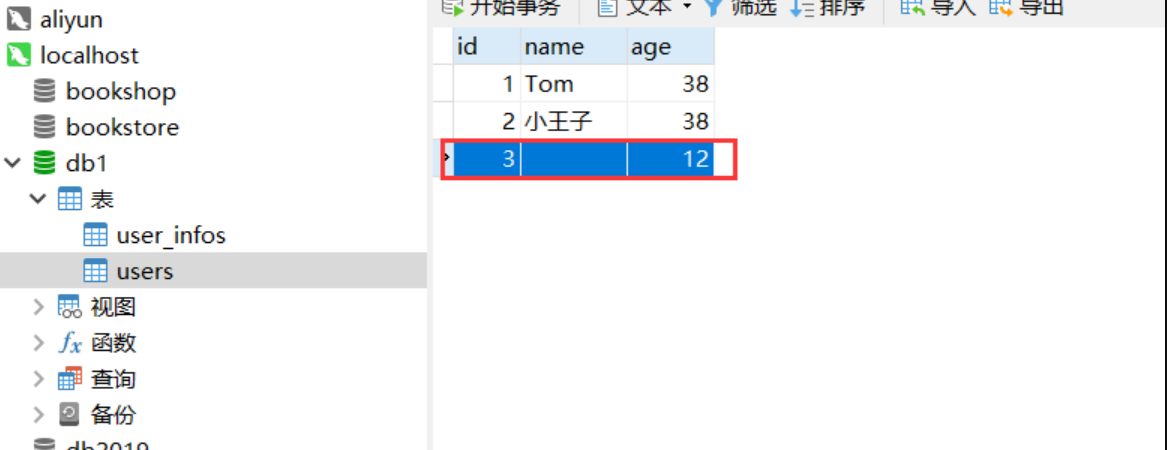 aliyun
localhost
bookshop
bookstore
db1
表
user_infos
users
视图
函数
查询
备份
db2019
开始事务 文本 筛选 排序 导入 导出
id name age
1 Tom 38
2 小王子 38
3 12